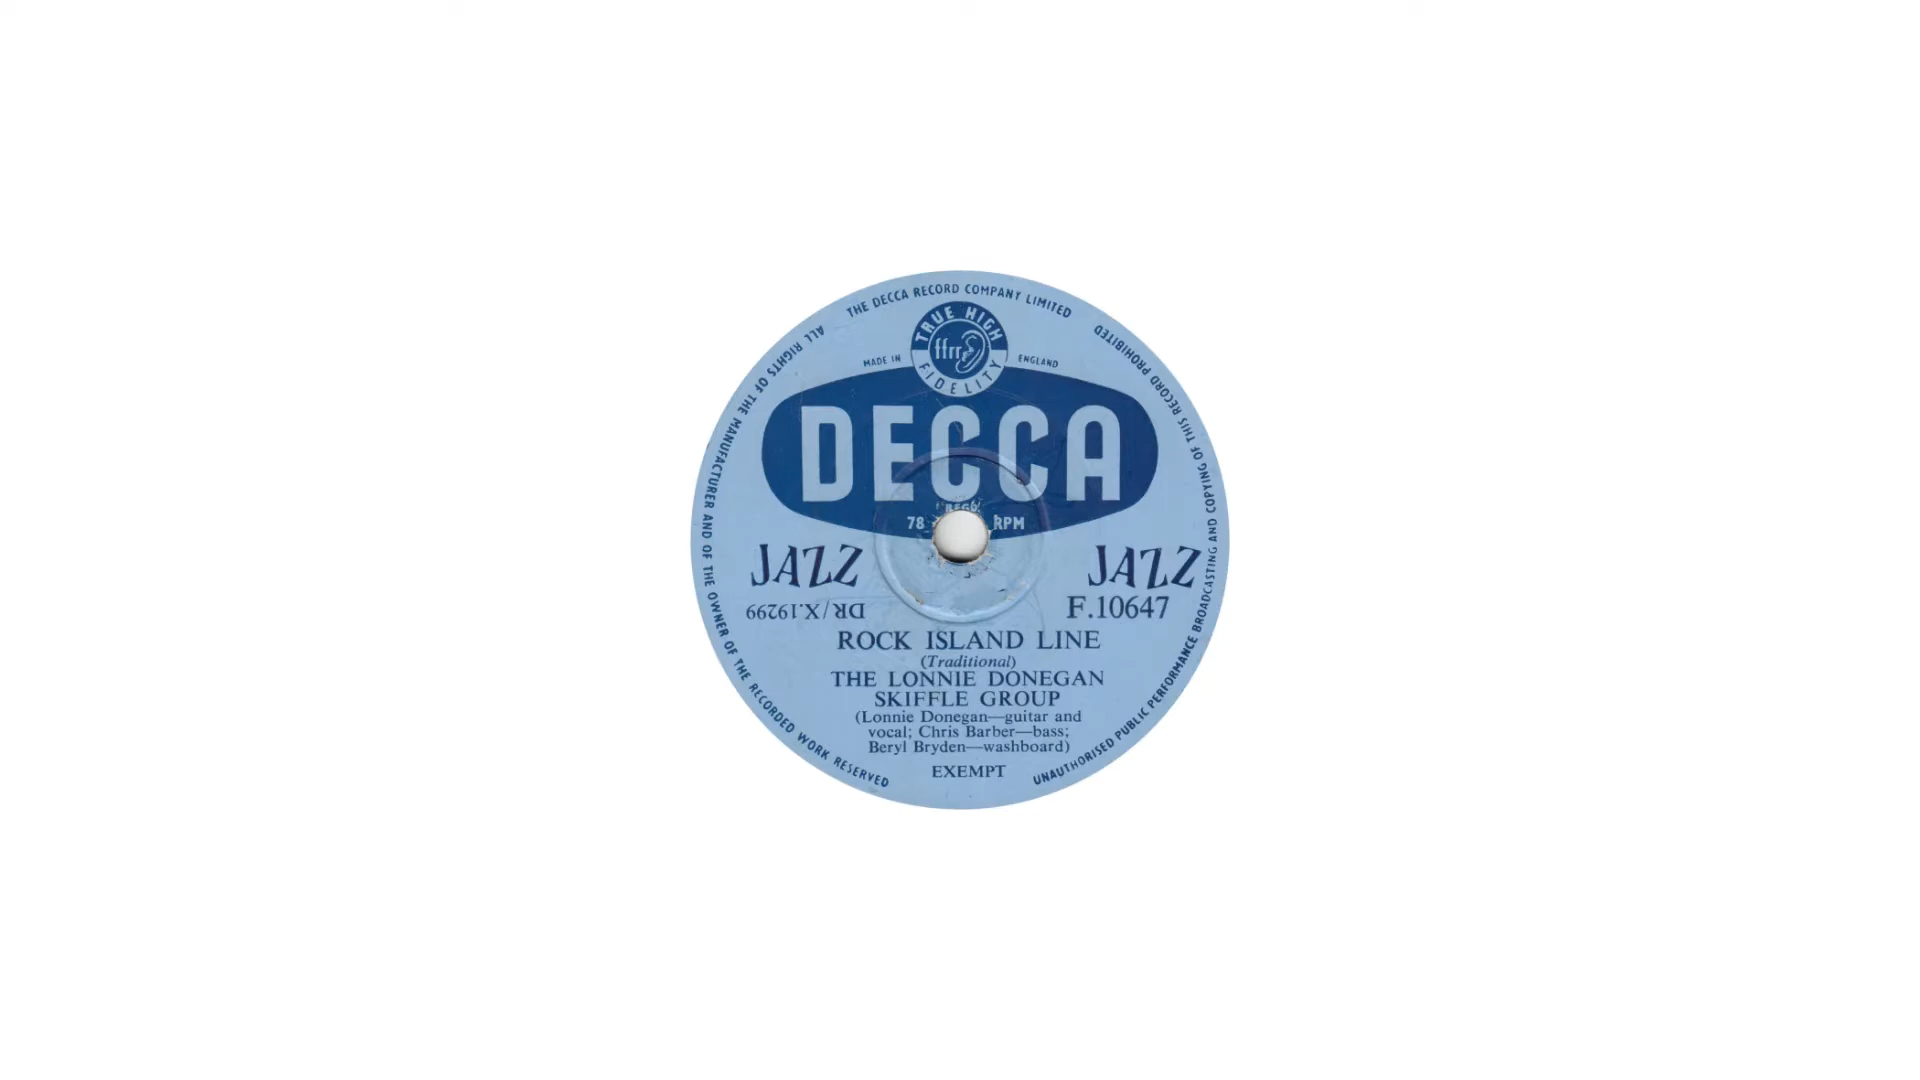 THE DECCA RECORD COMPANY LIMITED
ALL RIGHTS OF THE MANUFACTURER AND OF THE OWNER OF THE RECORDED WORK RESERVED
UNAUTHORISED PUBLIC PERFORMANCE BROADCASTING AND COPYING OF THIS RECORD PROHIBITED
TRUE HIGH
ffrr
FIDELITY
MADE IN ENGLAND
DECCA
REGD
78 RPM
JAZZ JAZZ
DR/X.19299 F.10647
ROCK ISLAND LINE
(Traditional)
THE LONNIE DONEGAN
SKIFFLE GROUP
(Lonnie Donegan—guitar and
vocal; Chris Barber—bass;
Beryl Bryden—washboard)
EXEMPT